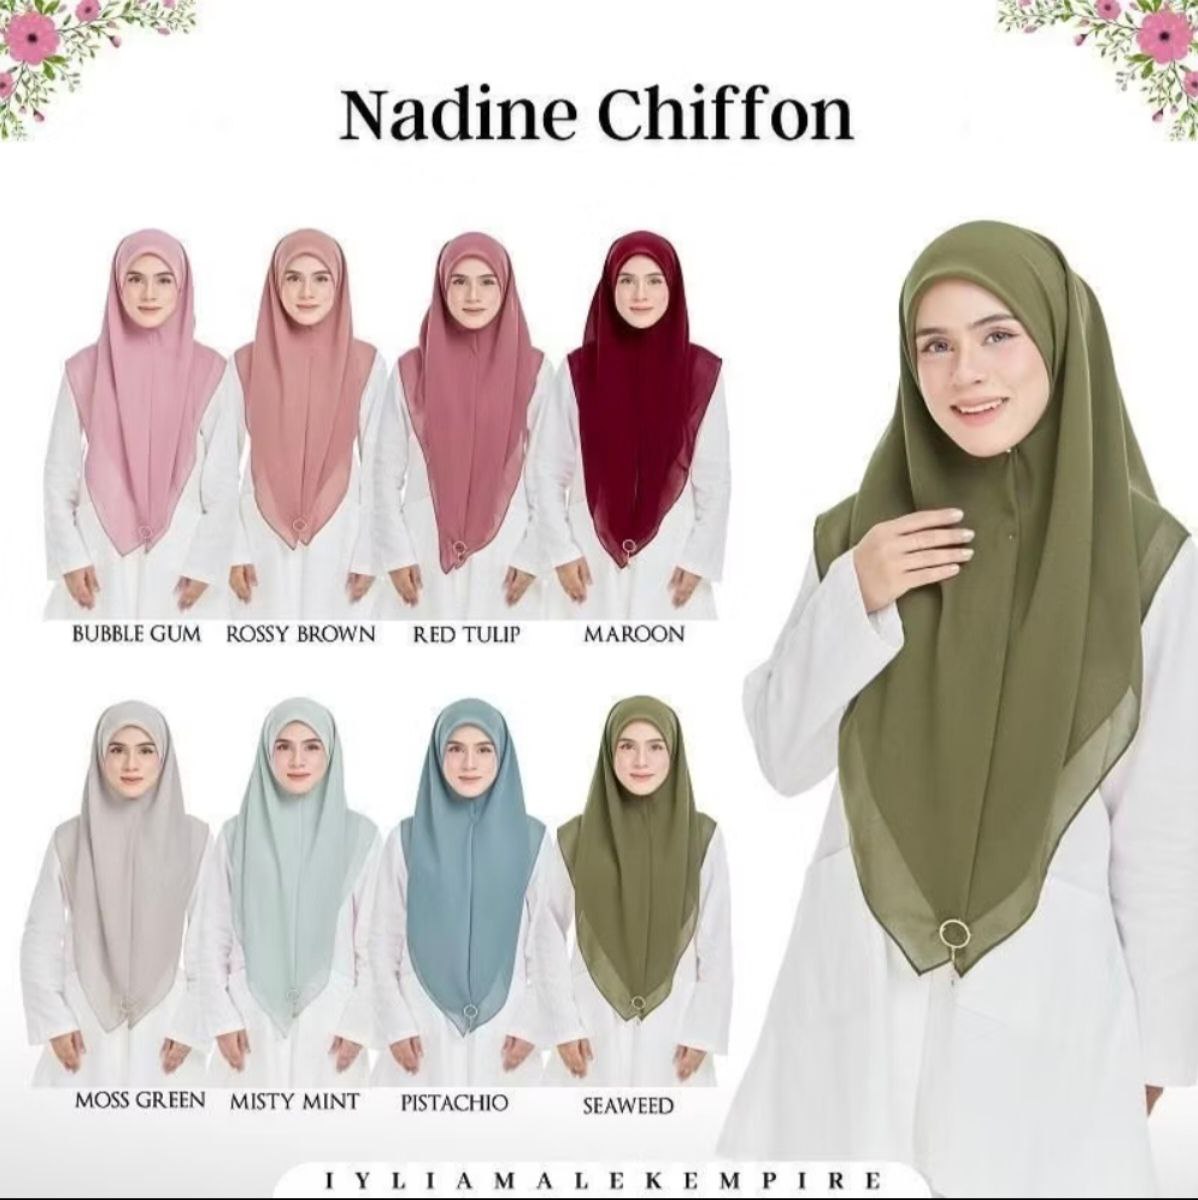 Nadine Chiffon
BUBBLE GUM ROSSY BROWN RED TULIP MAROON
MOSS GREEN MISTY MINT PISTACHIO SEAWEED
IYLIAMALEKEMPIRE